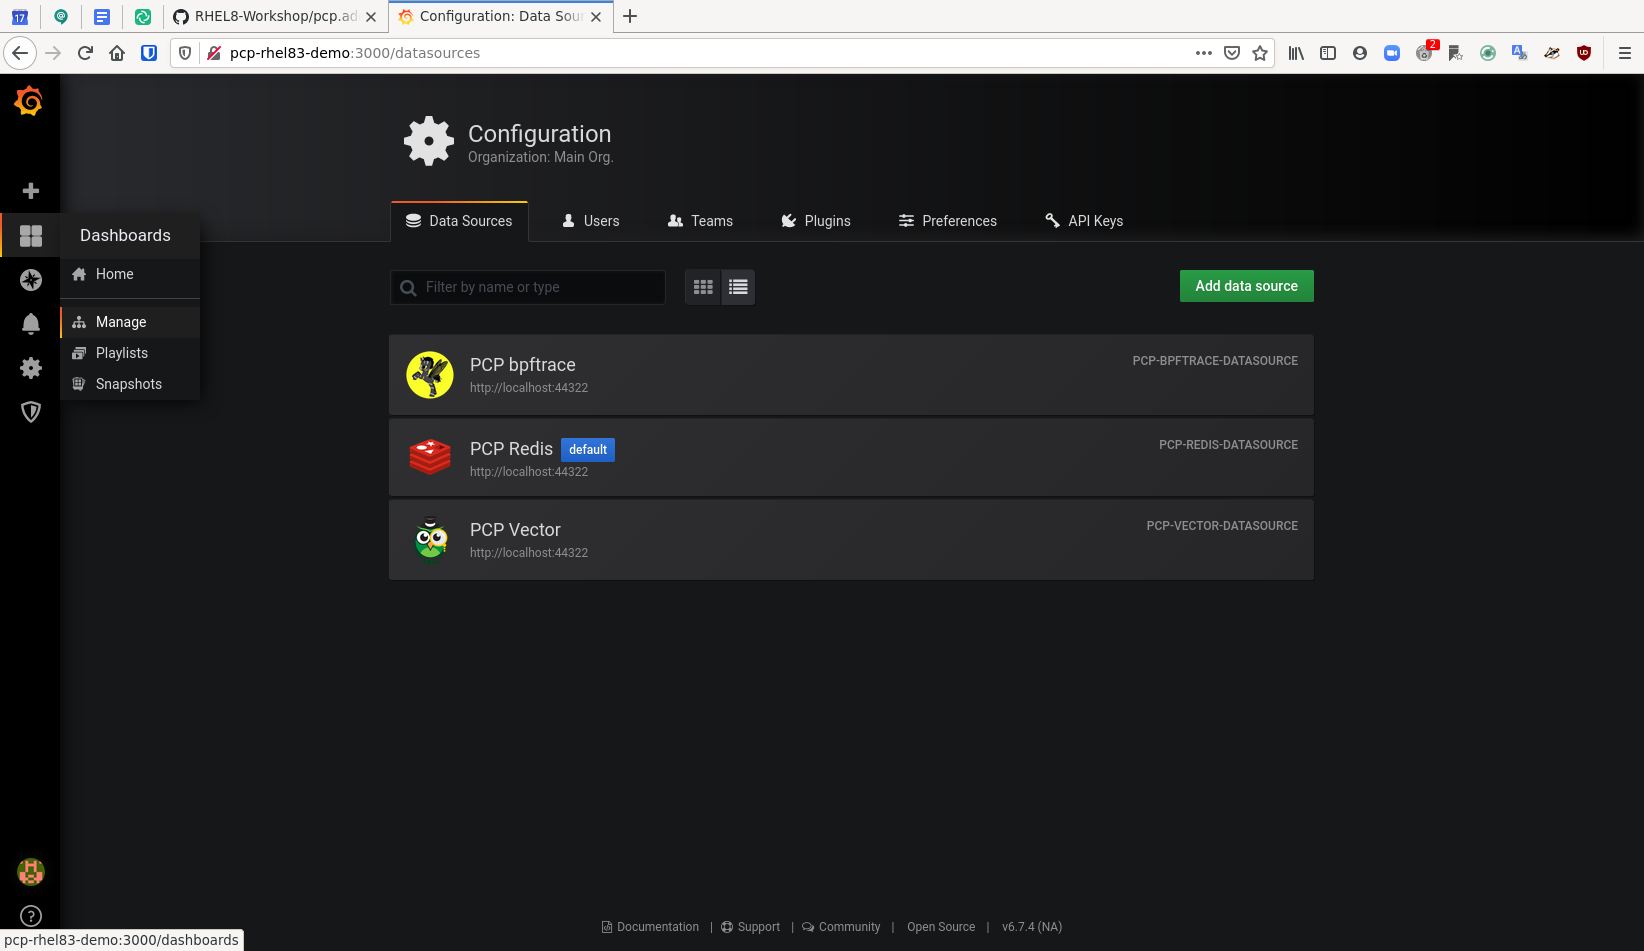 17
RHEL8-Workshop/pcp.ad
Configuration: Data Sour
pcp-rhel83-demo:3000/datasources
2
Configuration
Organization: Main Org.
Data Sources
Users
Teams
Plugins
Preferences
API Keys
Dashboards
Home
Manage
Playlists
Snapshots
Filter by name or type
Add data source
PCP bpftrace
http://localhost:44322
PCP-BPFTRACE-DATASOURCE
PCP Redis default
http://localhost:44322
PCP-REDIS-DATASOURCE
PCP Vector
http://localhost:44322
PCP-VECTOR-DATASOURCE
Documentation | Support | Community | Open Source | v6.7.4 (NA)
pcp-rhel83-demo:3000/dashboards